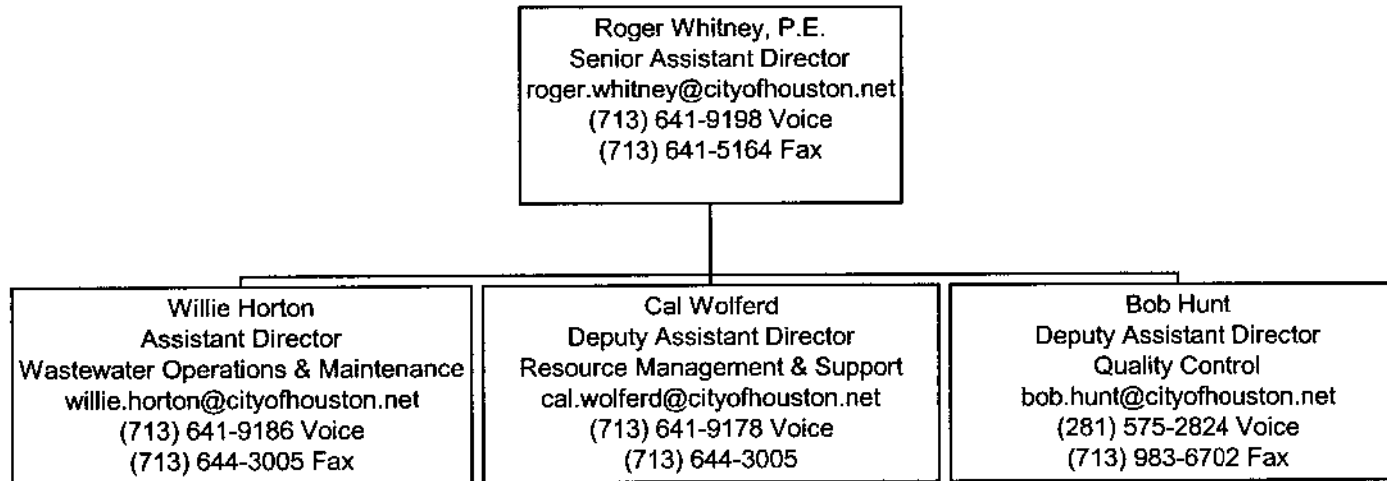 Roger Whitney, P.E.
Senior Assistant Director
roger.whitney@cityofhouston.net
(713) 641-9198 Voice
(713) 641-5164 Fax
Willie Horton
Assistant Director
Wastewater Operations & Maintenance
willie.horton@cityofhouston.net
(713) 641-9186 Voice
(713) 644-3005 Fax
Cal Wolferd
Deputy Assistant Director
Resource Management & Support
cal.wolferd@cityofhouston.net
(713) 641-9178 Voice
(713) 644-3005
Bob Hunt
Deputy Assistant Director
Quality Control
bob.hunt@cityofhouston.net
(281) 575-2824 Voice
(713) 983-6702 Fax